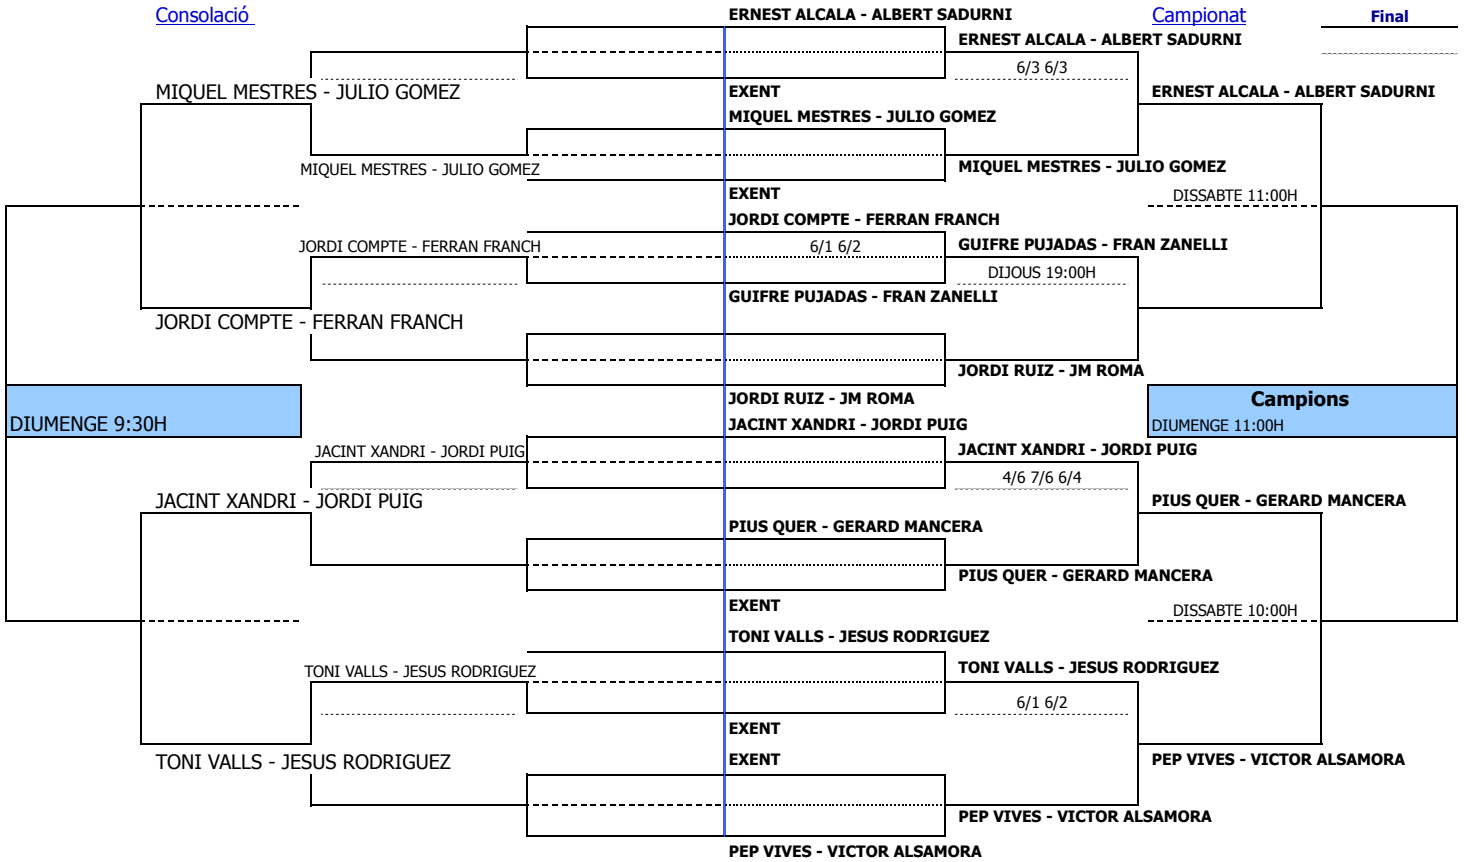 Consolació
ERNEST ALCALA - ALBERT SADURNI
Campionat
Final
ERNEST ALCALA - ALBERT SADURNI
6/3 6/3
MIQUEL MESTRES - JULIO GOMEZ
EXENT
ERNEST ALCALA - ALBERT SADURNI
MIQUEL MESTRES - JULIO GOMEZ
MIQUEL MESTRES - JULIO GOMEZ
MIQUEL MESTRES - JULIO GOMEZ
EXENT
DISSABTE 11:00H
JORDI COMPTE - FERRAN FRANCH
JORDI COMPTE - FERRAN FRANCH
6/1 6/2
GUIFRE PUJADAS - FRAN ZANELLI
DIJOUS 19:00H
GUIFRE PUJADAS - FRAN ZANELLI
JORDI COMPTE - FERRAN FRANCH
JORDI RUIZ - JM ROMA
JORDI RUIZ - JM ROMA
Campions
DIUMENGE 9:30H
JACINT XANDRI - JORDI PUIG
DIUMENGE 11:00H
JACINT XANDRI - JORDI PUIG
JACINT XANDRI - JORDI PUIG
4/6 7/6 6/4
JACINT XANDRI - JORDI PUIG
PIUS QUER - GERARD MANCERA
PIUS QUER - GERARD MANCERA
PIUS QUER - GERARD MANCERA
EXENT
DISSABTE 10:00H
TONI VALLS - JESUS RODRIGUEZ
TONI VALLS - JESUS RODRIGUEZ
TONI VALLS - JESUS RODRIGUEZ
6/1 6/2
EXENT
TONI VALLS - JESUS RODRIGUEZ
EXENT
PEP VIVES - VICTOR ALSAMORA
PEP VIVES - VICTOR ALSAMORA
PEP VIVES - VICTOR ALSAMORA